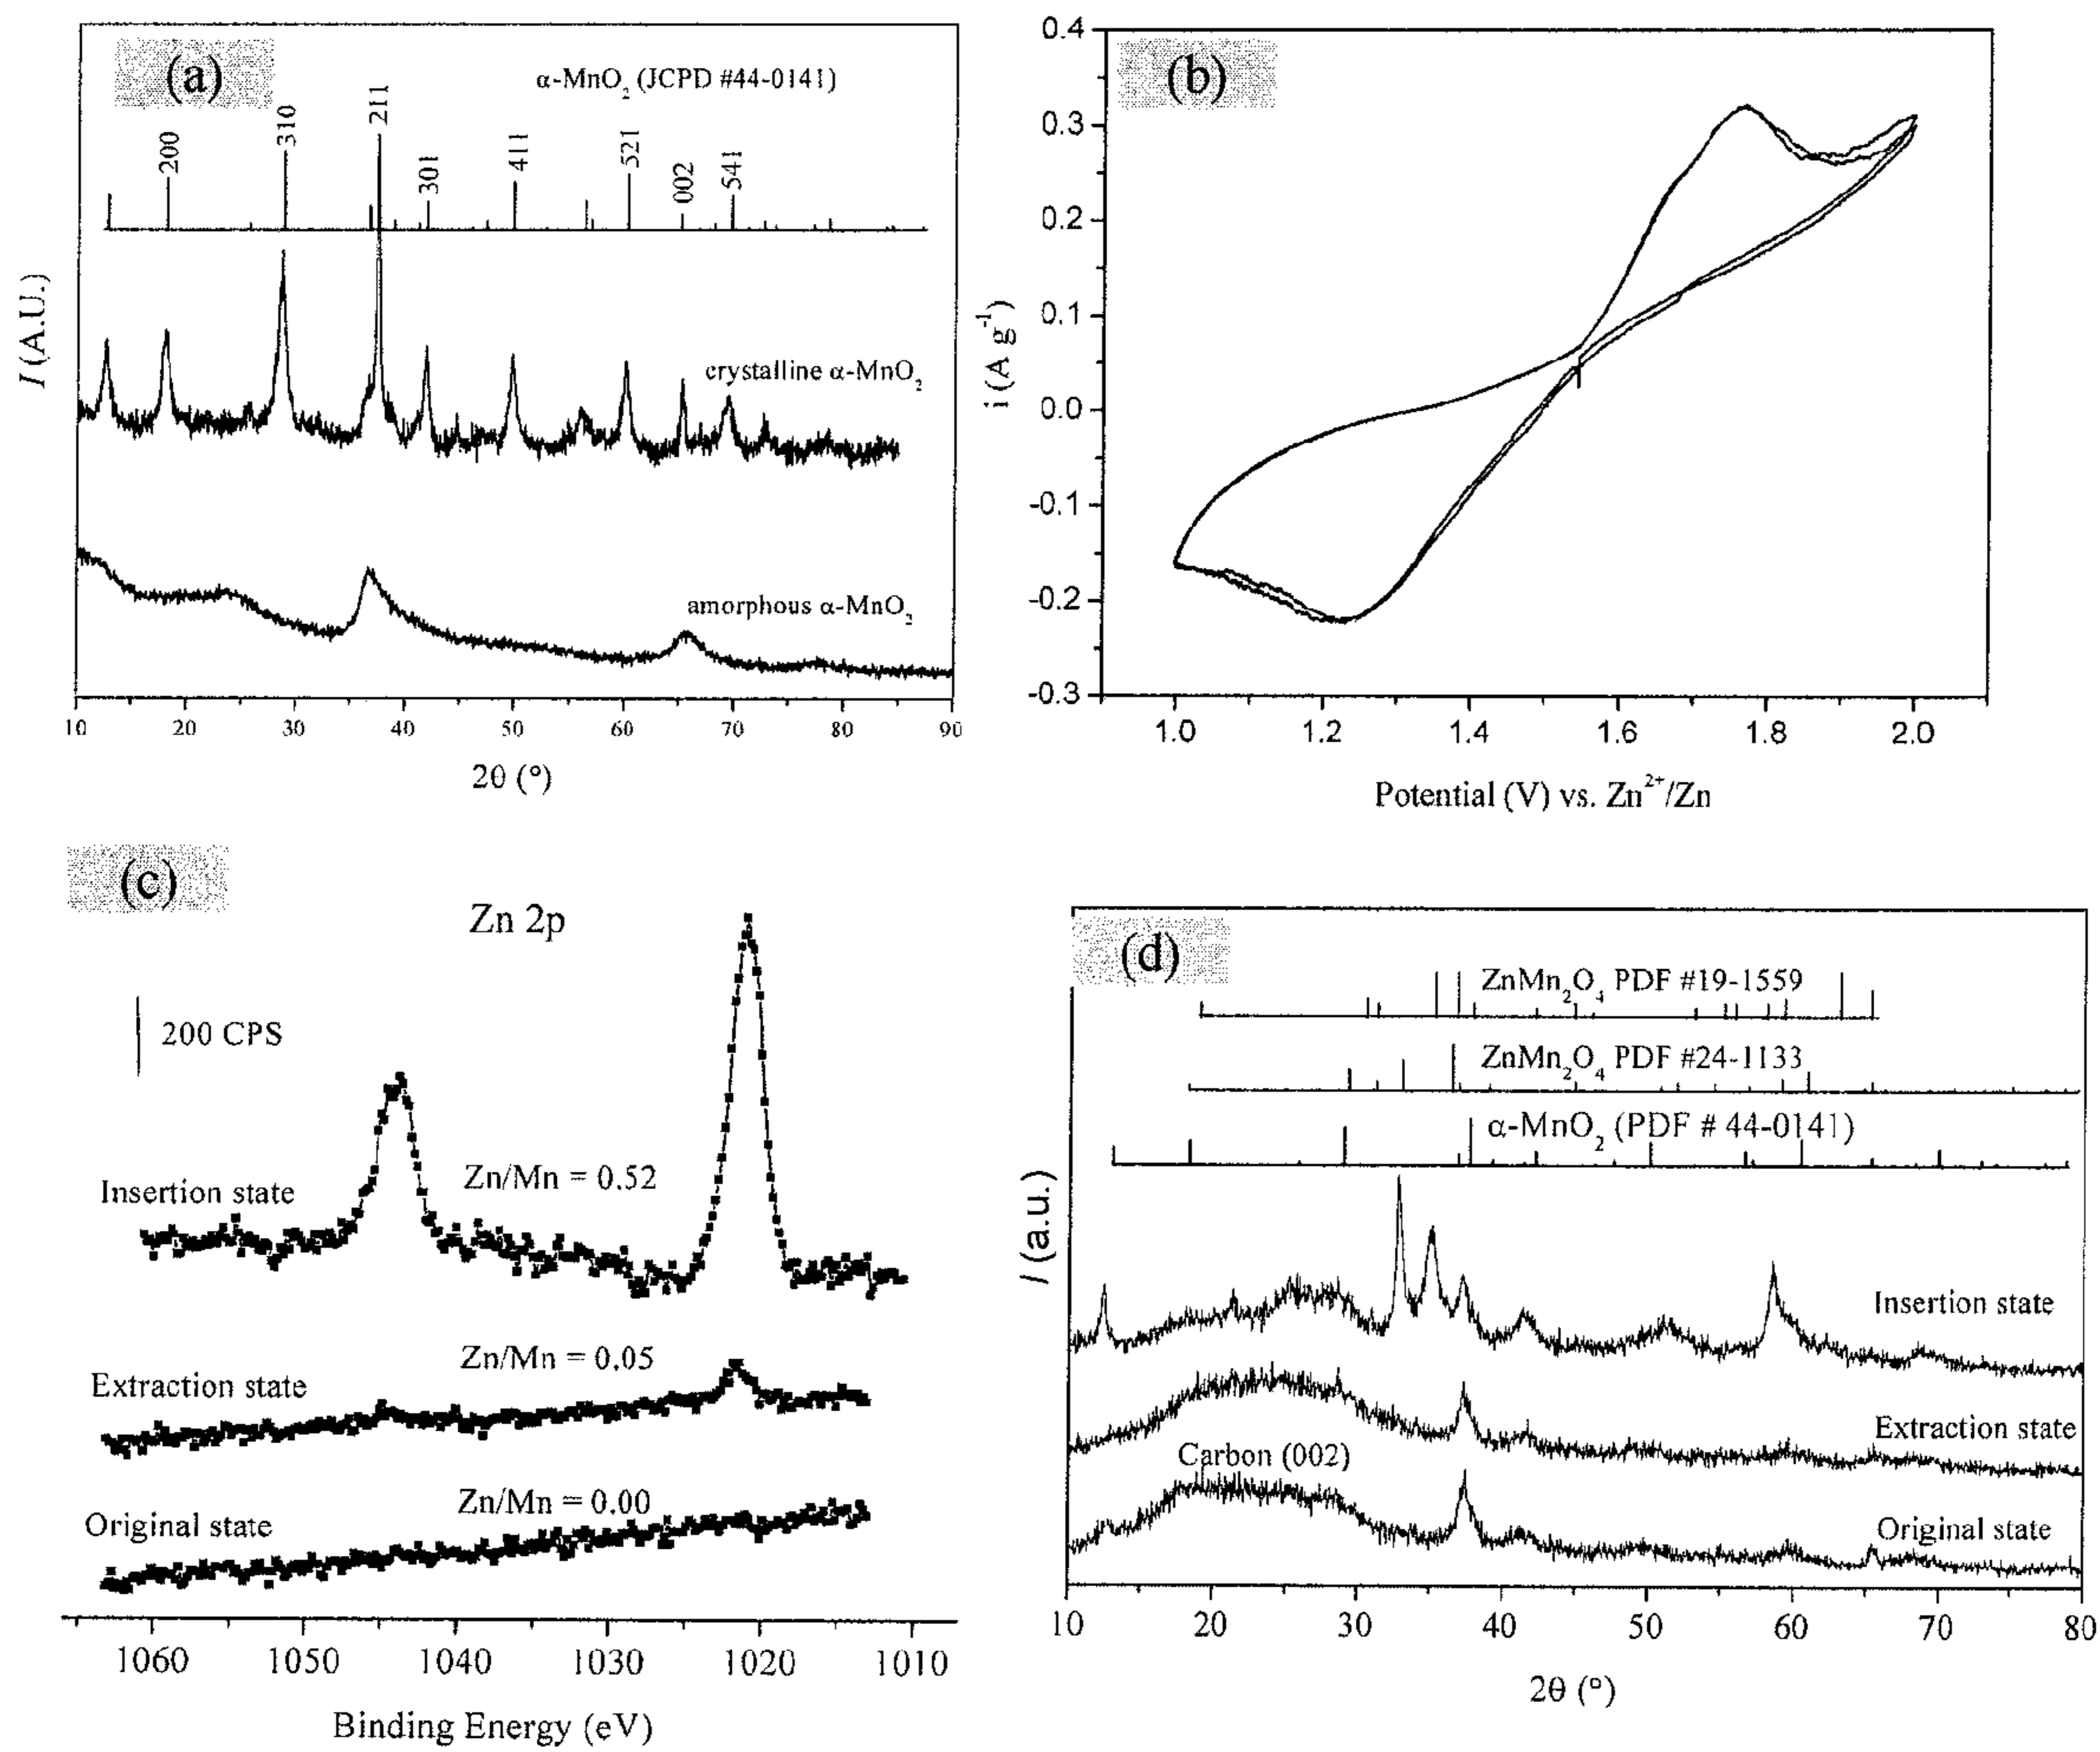 (a)
α-MnO₂ (JCPD #44-0141)
200
310
211
301
411
521
002
541
I (A.U.)
crystalline α-MnO₂
amorphous α-MnO₂
10 20 30 40 50 60 70 80 90
2θ (°)
(b)
0.4
0.3
0.2
0.1
0.0
-0.1
-0.2
-0.3
i (A g⁻¹)
1.0 1.2 1.4 1.6 1.8 2.0
Potential (V) vs. Zn²⁺/Zn
(c)
Zn 2p
200 CPS
Zn/Mn = 0.52
Insertion state
Zn/Mn = 0.05
Extraction state
Zn/Mn = 0.00
Original state
1060 1050 1040 1030 1020 1010
Binding Energy (eV)
(d)
ZnMn₂O₄ PDF #19-1559
ZnMn₂O₄ PDF #24-1133
α-MnO₂ (PDF # 44-0141)
I (a.u.)
Insertion state
Extraction state
Carbon (002)
Original state
10 20 30 40 50 60 70 80
2θ (°)